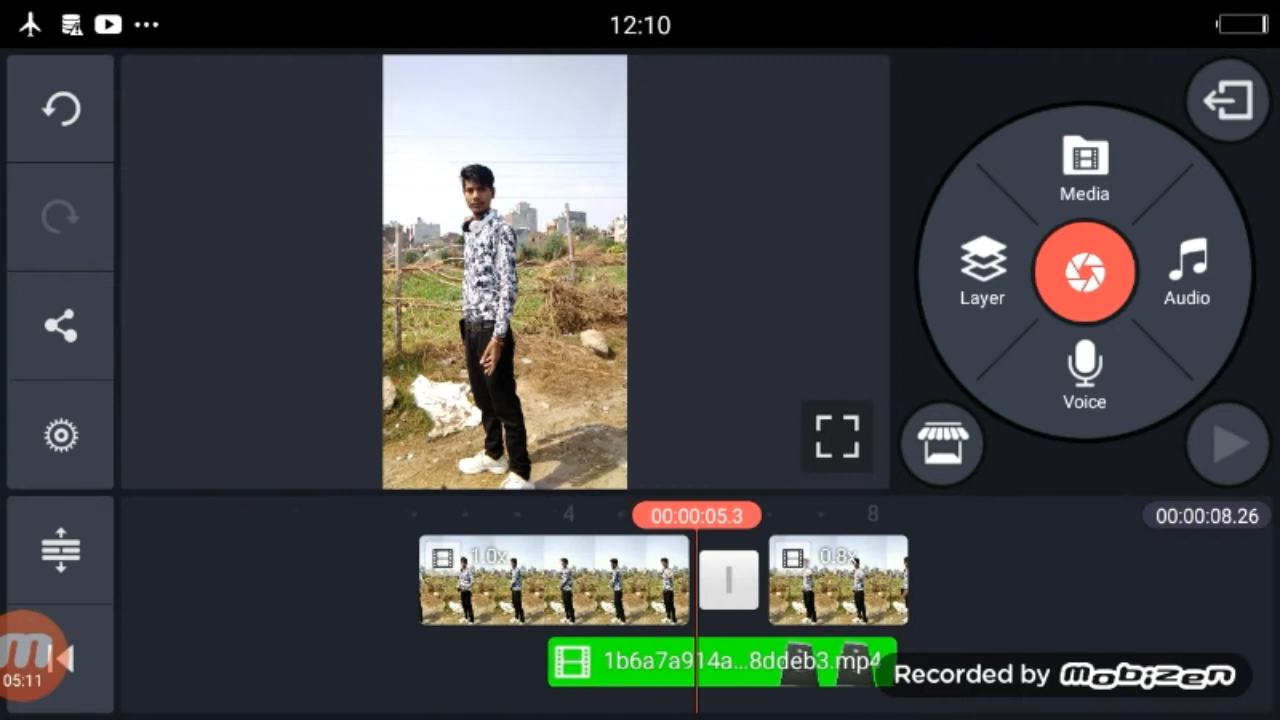 12:10
Media
Layer
Audio
Voice
4
00:00:05.3
8
00:00:08.26
1.0x
0.8x
1b6a7a914a...8ddeb3.mp4
05:11
Recorded by mobizen